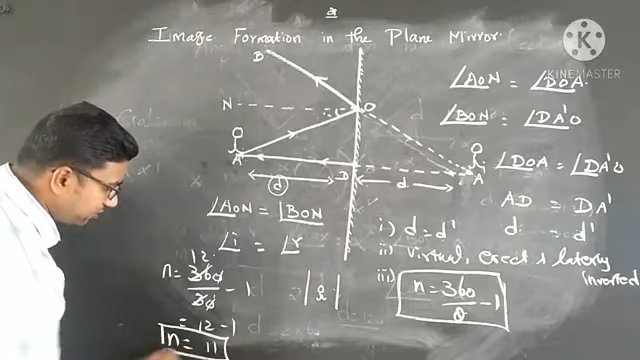 Image Formation in the Plane Mirror.
KINEMASTER
B
N
O
A
D
A'
d
d
∠AON = ∠DOA.
∠BON = ∠DA'O
∠DOA = ∠DA'O
AD = DA'
d = d'
∠AON = ∠BON
∠i = ∠r
i) d = d'
ii) Virtual, erect & laterly inverted
iii) n = 360/θ - 1
12
n = 360/30 - 1
= 12 - 1
n = 11